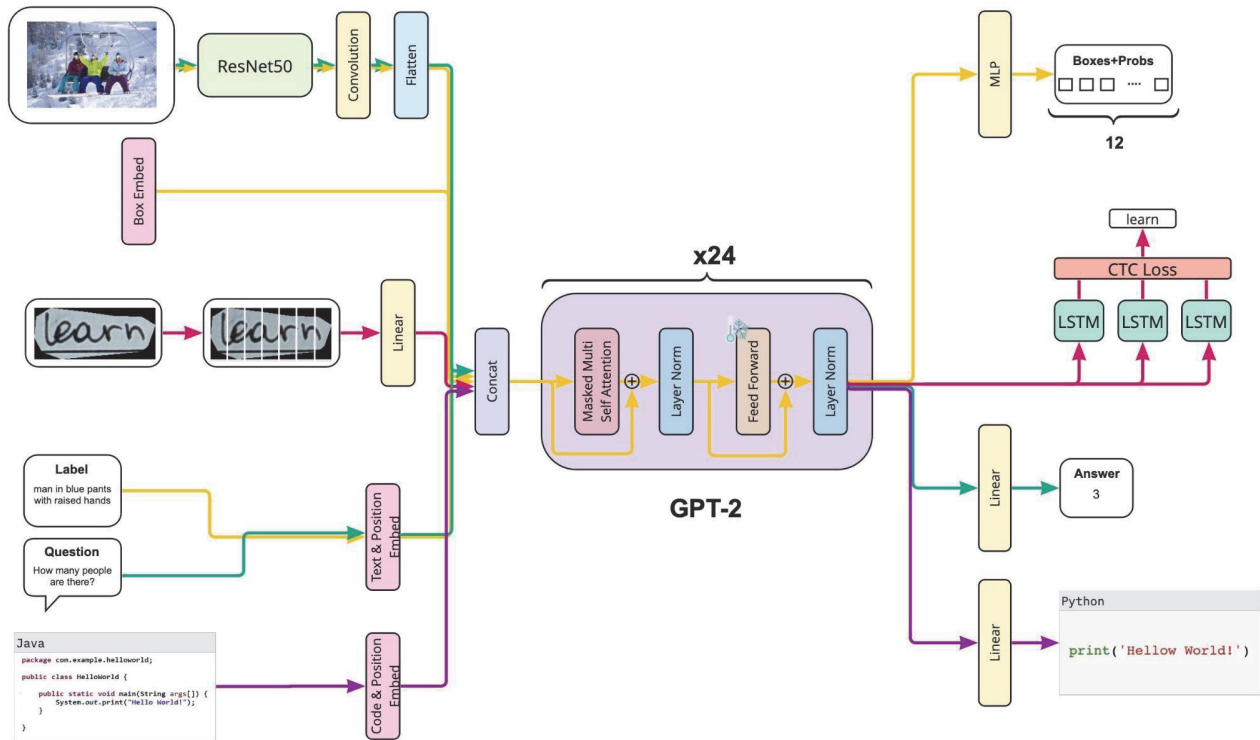 ResNet50
Convolution
Flatten
Box Embed
learn
learn
Linear
Label
man in blue pants
with raised hands
Question
How many people
are there?
Text & Position
Embed
Java
package com.example.helloworld;
public class HelloWorld {
public static void main(String args[]) {
System.out.print("Hello World!");
}
}
Code & Position
Embed
Concat
x24
Masked Multi
Self Attention
+
Layer Norm
Feed Forward
+
Layer Norm
GPT-2
MLP
Boxes+Probs
....
12
learn
CTC Loss
LSTM
LSTM
LSTM
Linear
Answer
3
Linear
Python
print('Hellow World!')